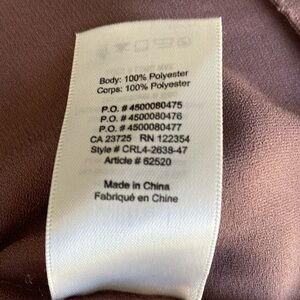 Body: 100% Polyester
Corps: 100% Polyester
P.O. # 4500080475
P.O. # 4500080476
P.O. # 4500080477
CA 23725 RN 122354
Style # CRL4-2638-47
Article # 62520
Made in China
Fabriqué en Chine